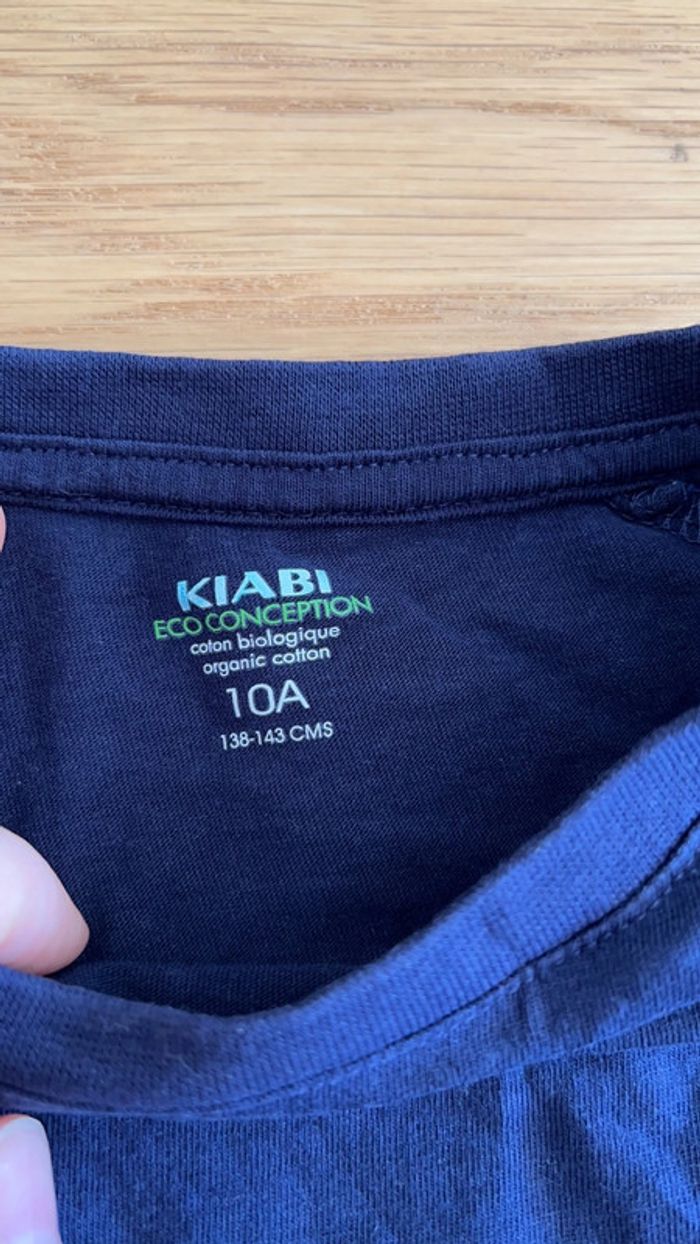 KIABI
ECO CONCEPTION
coton biologique
organic cotton
10A
138-143 CMS